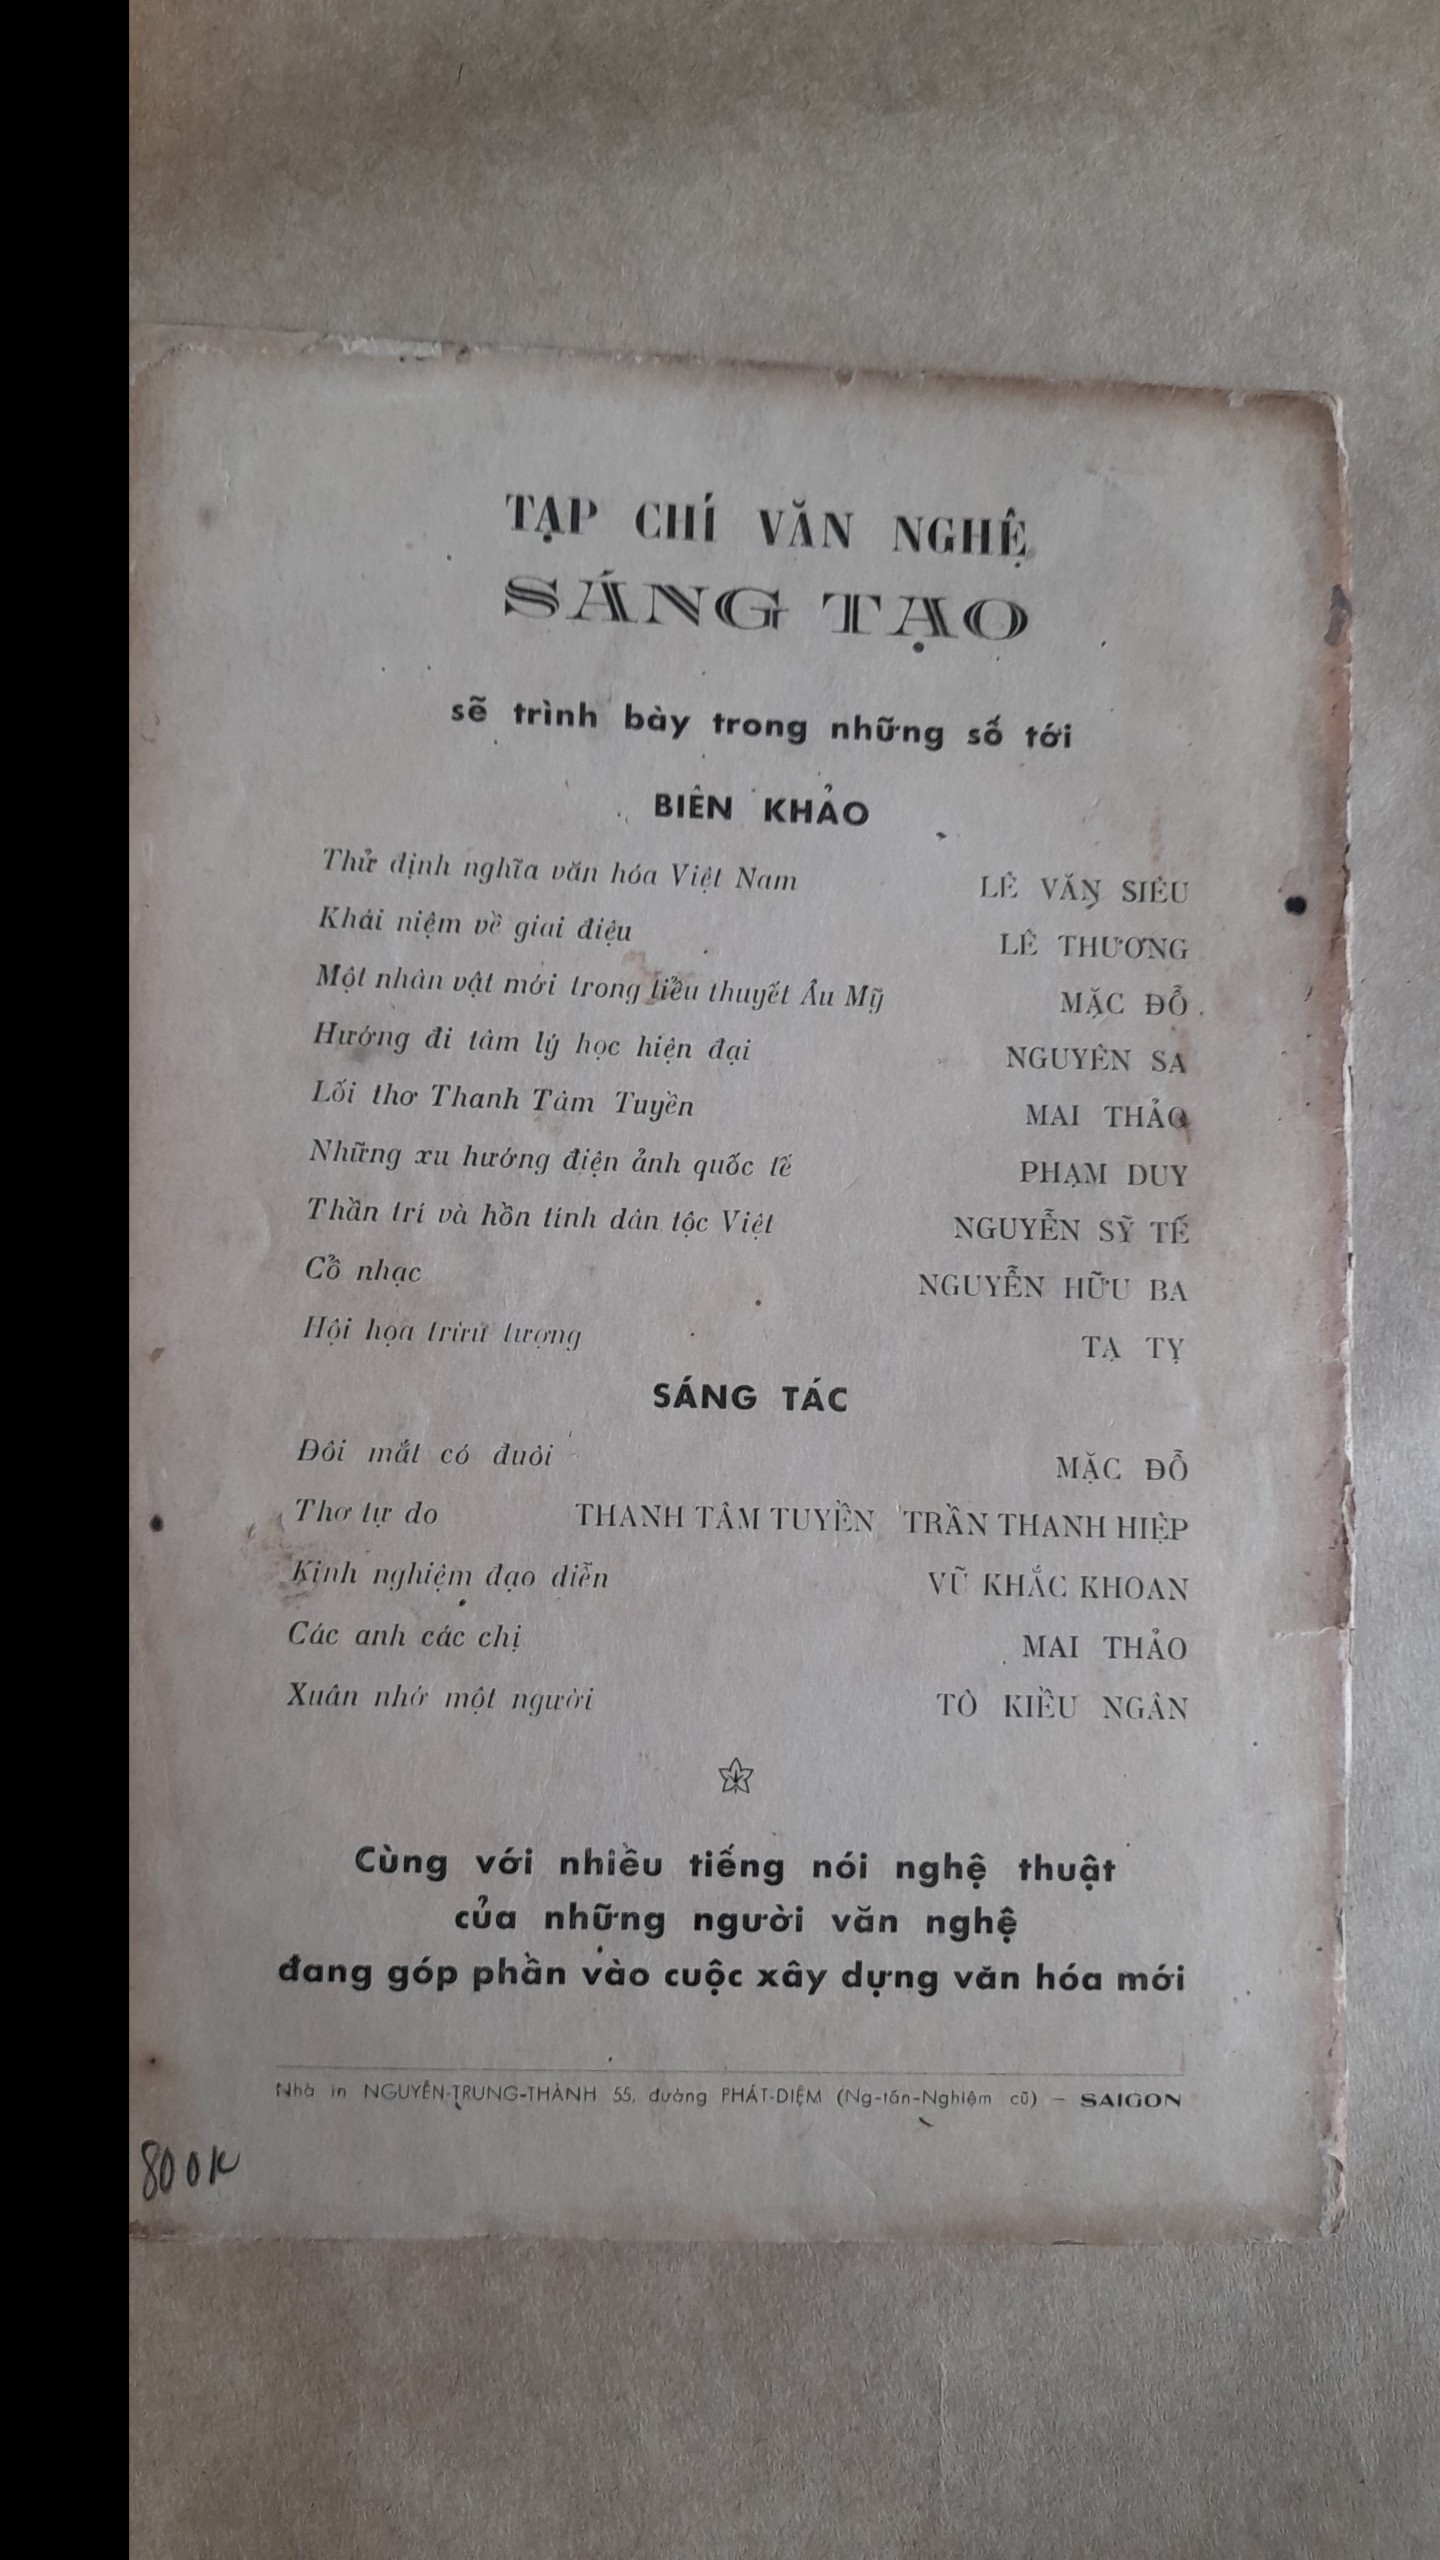 TẠP CHÍ VĂN NGHỆ
SÁNG TẠO
sẽ trình bày trong những số tới
BIÊN KHẢO
Thử định nghĩa văn hóa Việt Nam LÊ VĂN SIÊU
Khái niệm về giai điệu LÊ THƯƠNG
Một nhân vật mới trong tiểu thuyết Âu Mỹ MẶC ĐỖ
Hướng đi tâm lý học hiện đại NGUYÊN SA
Lối thơ Thanh Tâm Tuyền MAI THẢO
Những xu hướng điện ảnh quốc tế PHẠM DUY
Thần trí và hồn tính dân tộc Việt NGUYỄN SỸ TẾ
Cổ nhạc NGUYỄN HỮU BA
Hội họa trừu tượng TẠ TỴ
SÁNG TÁC
Đôi mắt có đuôi MẶC ĐỖ
Thơ tự do THANH TÂM TUYỀN TRẦN THANH HIỆP
Kinh nghiệm đạo diễn VŨ KHẮC KHOAN
Các anh các chị MAI THẢO
Xuân nhớ một người TÔ KIỀU NGÂN
Cùng với nhiều tiếng nói nghệ thuật
của những người văn nghệ
đang góp phần vào cuộc xây dựng văn hóa mới
Nhà in NGUYỄN-TRUNG-THÀNH 55, đường PHÁT-DIỆM (Ng-tấn-Nghiệm cũ) — SAIGON
800K